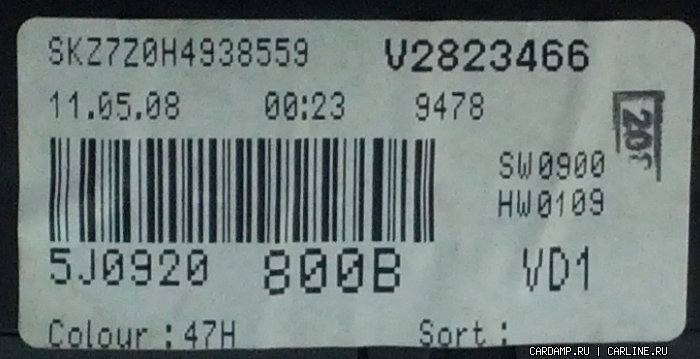 SKZ7Z0H4938559 V2823466
11.05.08 00:23 9478
SW0900
HW0109
5J0920 800B VD1
Colour : 47H Sort :
CARDAMP.RU | CARLINE.RU